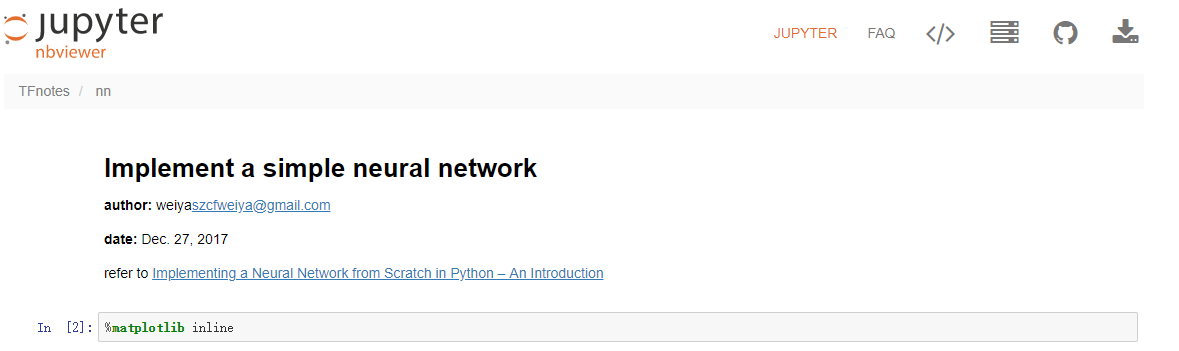 jupyter
nbviewer
JUPYTER FAQ </>
TFnotes / nn
Implement a simple neural network
author: weiyaszcfweiya@gmail.com
date: Dec. 27, 2017
refer to Implementing a Neural Network from Scratch in Python – An Introduction
In [2]: %matplotlib inline